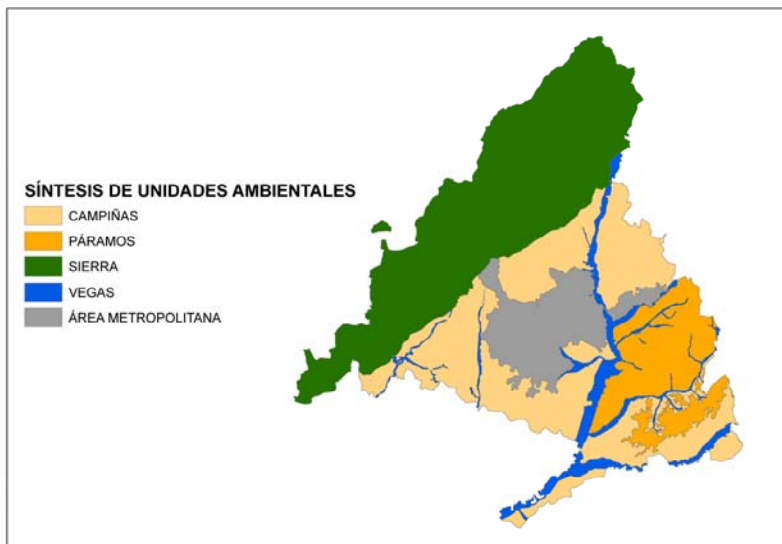 SÍNTESIS DE UNIDADES AMBIENTALES
CAMPIÑAS
PÁRAMOS
SIERRA
VEGAS
ÁREA METROPOLITANA